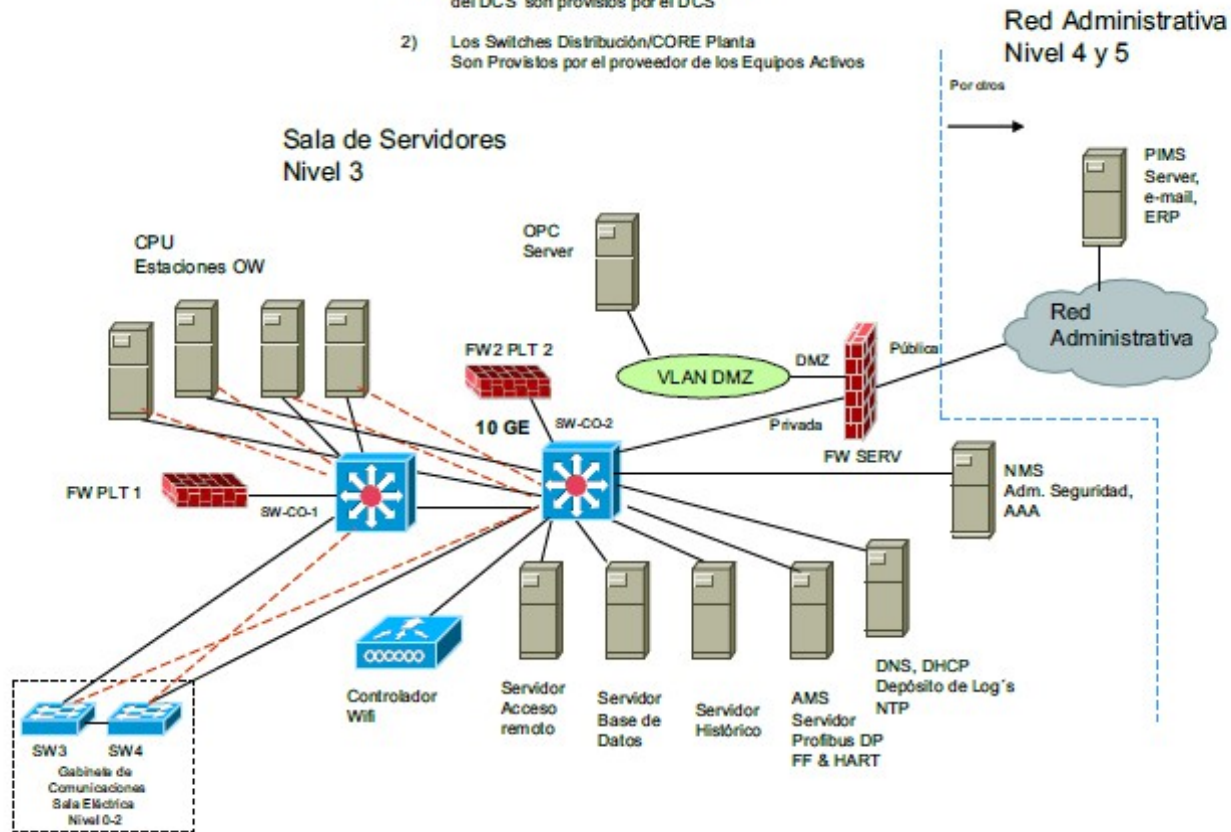 del DCS son provistos por el DCS
2) Los Switches Distribución/CORE Planta
Son Provistos por el proveedor de los Equipos Activos
Red Administrativa
Nivel 4 y 5
Por otros
Sala de Servidores
Nivel 3
PIMS
Server,
e-mail,
ERP
CPU
Estaciones OW
OPC
Server
Red
Administrativa
FW2 PLT 2
VLAN DMZ
DMZ
Pública
10 GE
SW-CO-2
Privada
FW SERV
FW PLT 1
SW-CO-1
NMS
Adm. Seguridad,
AAA
Controlador
Wifi
Servidor
Acceso
remoto
Servidor
Base de
Datos
Servidor
Histórico
AMS
Servidor
Profibus DP
FF & HART
DNS, DHCP
Depósito de Log´s
NTP
SW3
SW4
Gabinete de
Comunicaciones
Sala Eléctrica
Nivel 0-2